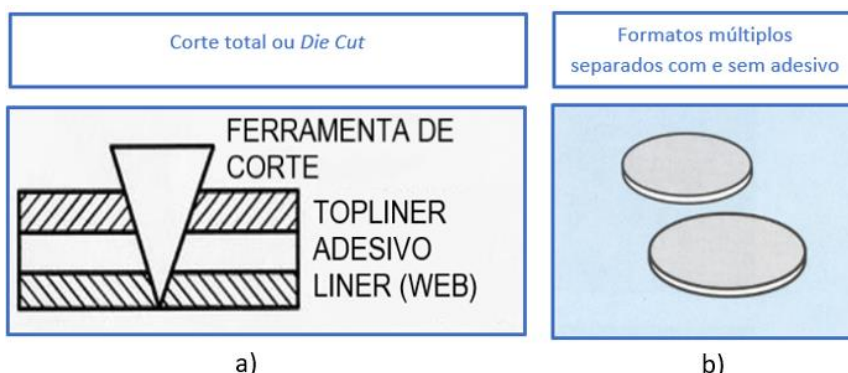 Corte total ou Die Cut
Formatos múltiplos
separados com e sem adesivo
FERRAMENTA DE
CORTE
TOPLINER
ADESIVO
LINER (WEB)
a)
b)